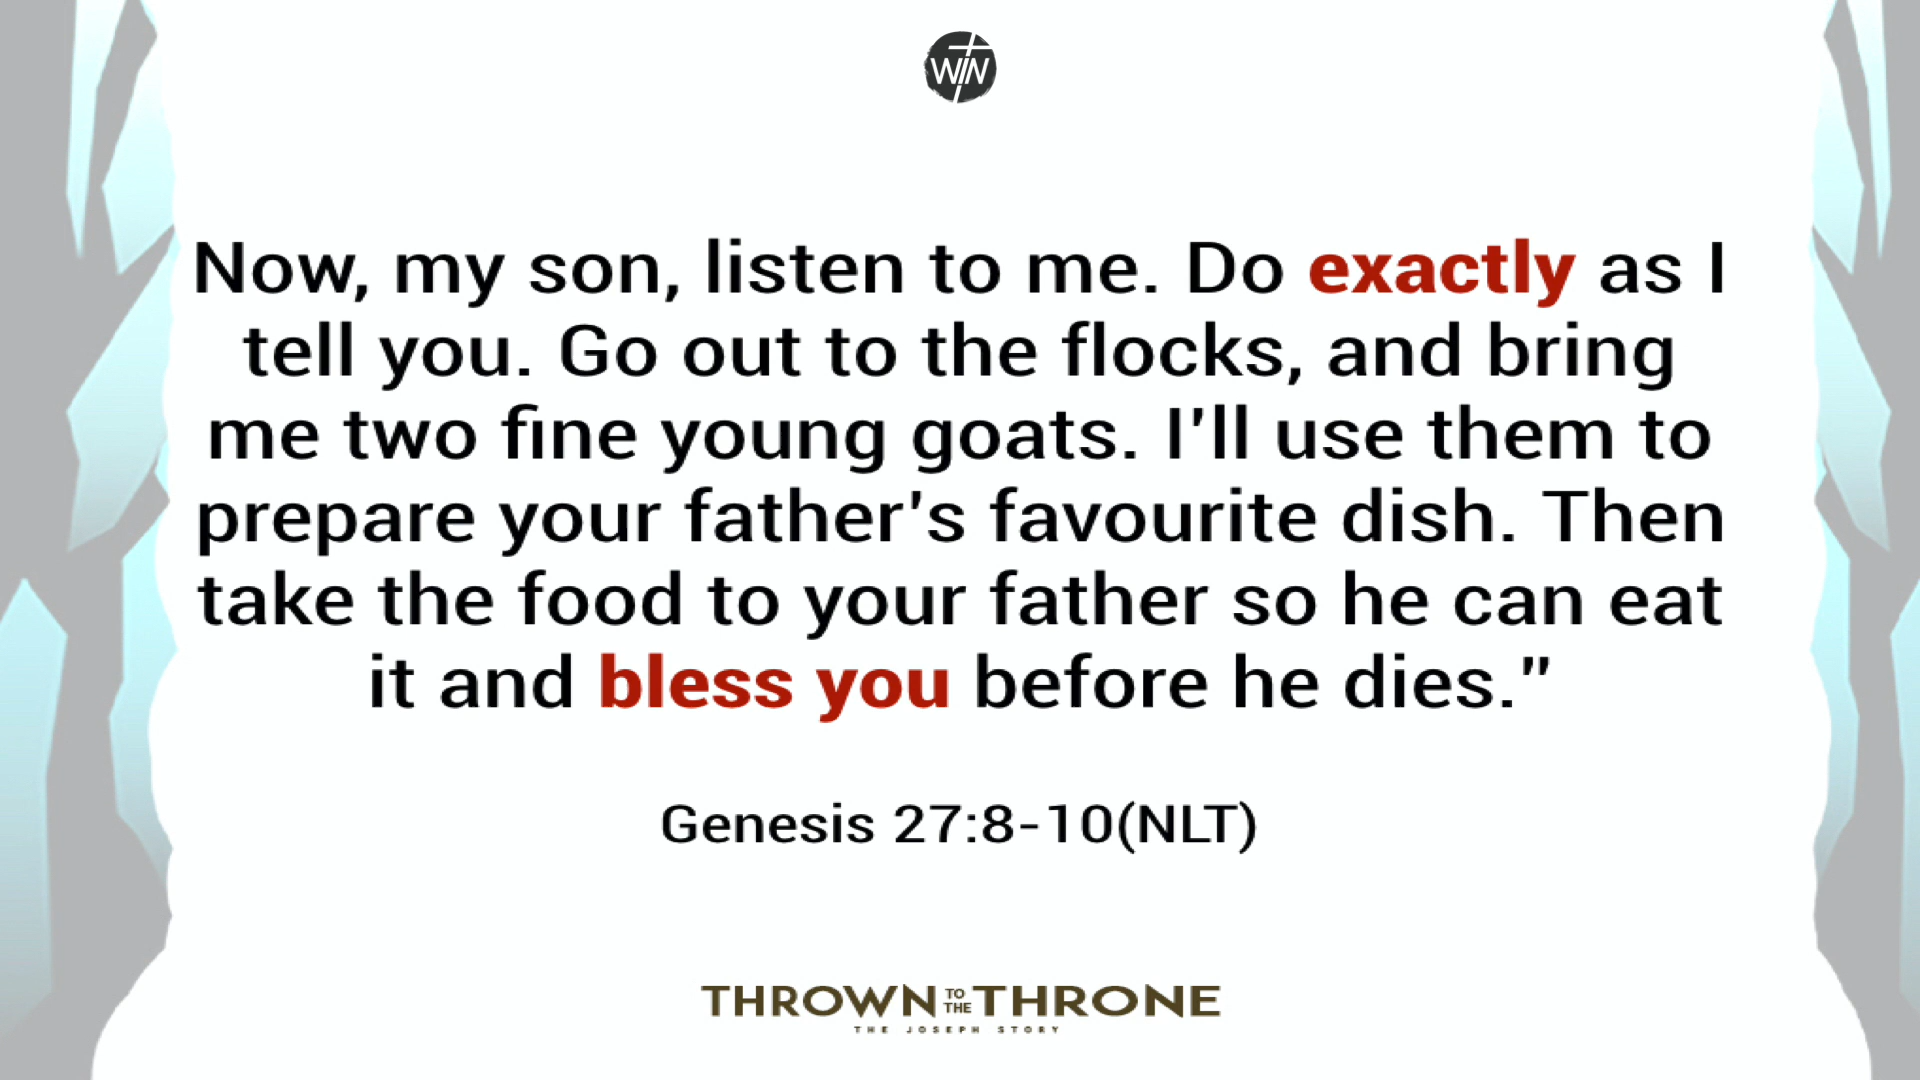 WIN
Now, my son, listen to me. Do exactly as I
tell you. Go out to the flocks, and bring
me two fine young goats. I'll use them to
prepare your father's favourite dish. Then
take the food to your father so he can eat
it and bless you before he dies."
Genesis 27:8-10(NLT)
THROWN TO THE THRONE
THE JOSEPH STORY